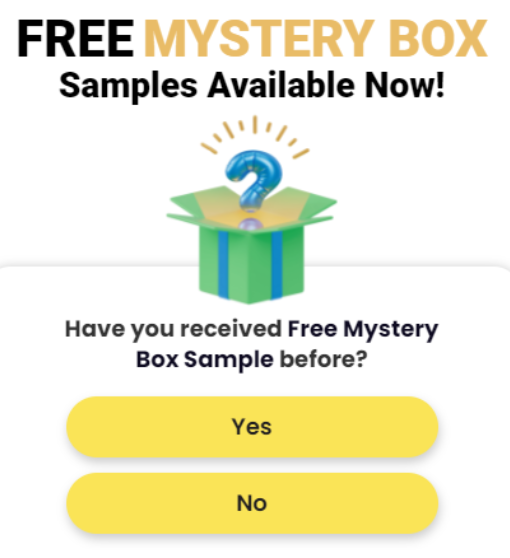 FREE MYSTERY BOX
Samples Available Now!
Have you received Free Mystery
Box Sample before?
Yes
No